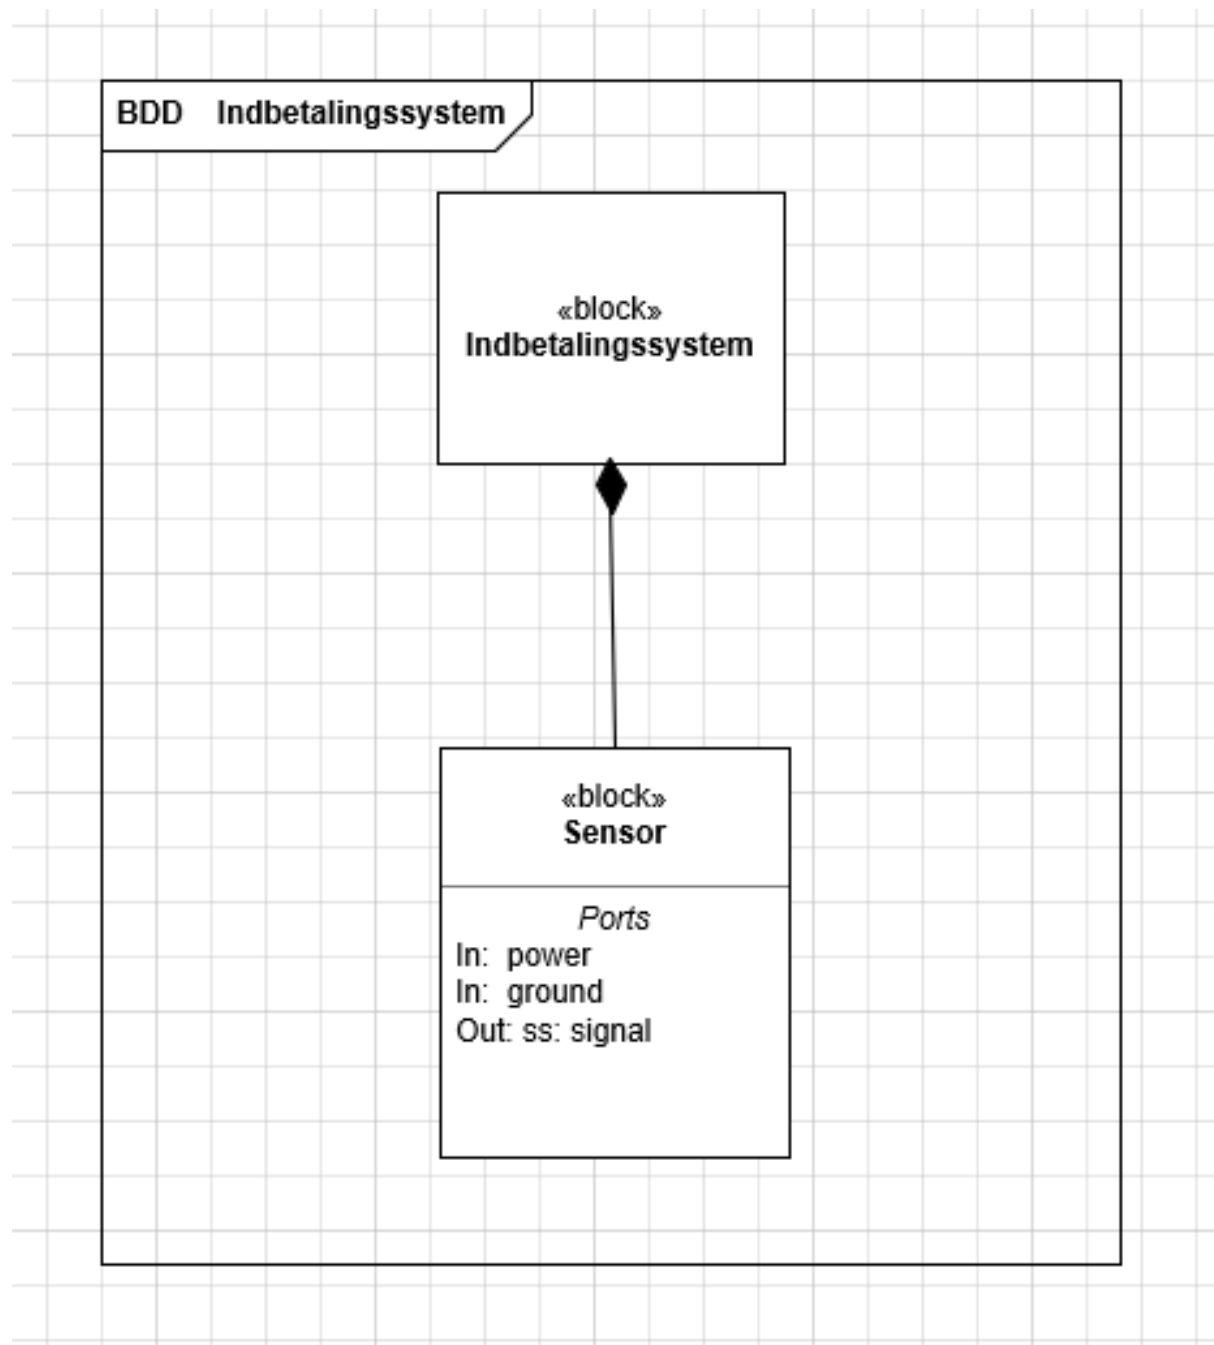 BDD Indbetalingssystem
«block»
Indbetalingssystem
«block»
Sensor
Ports
In: power
In: ground
Out: ss: signal